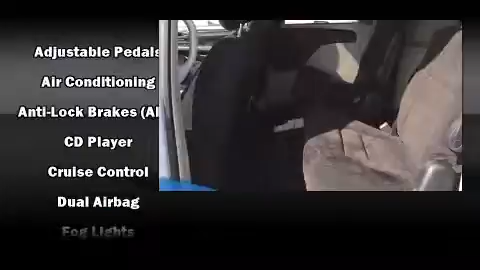 Adjustable Pedals
Air Conditioning
Anti-Lock Brakes (A
CD Player
Cruise Control
Dual Airbag
Fog Lights